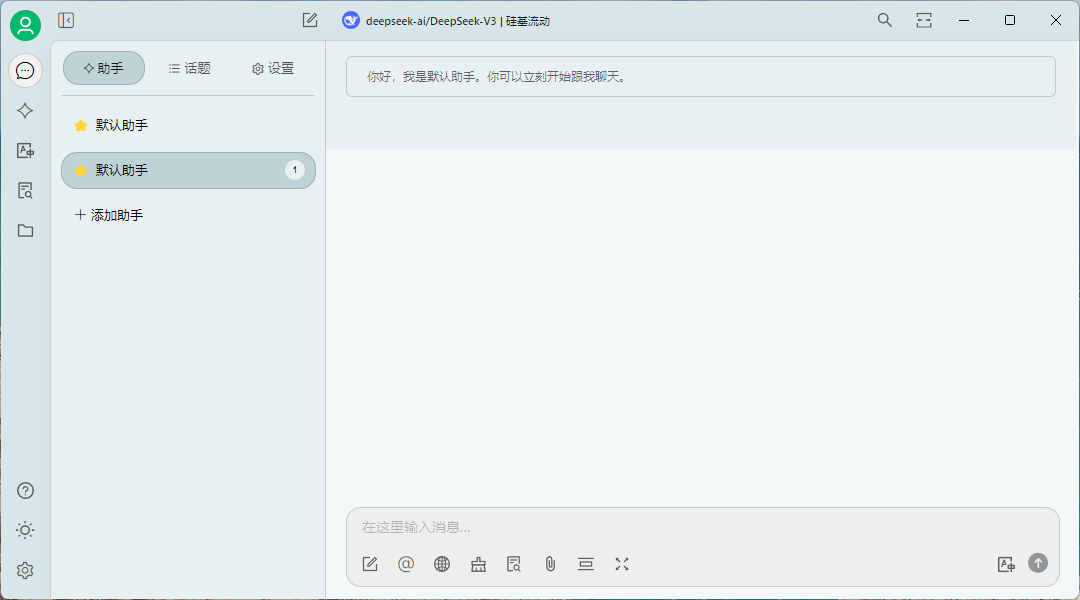 deepseek-ai/DeepSeek-V3 | 硅基流动
助手
话题
设置
默认助手
默认助手
1
添加助手
你好，我是默认助手。你可以立刻开始跟我聊天。
在这里输入消息...